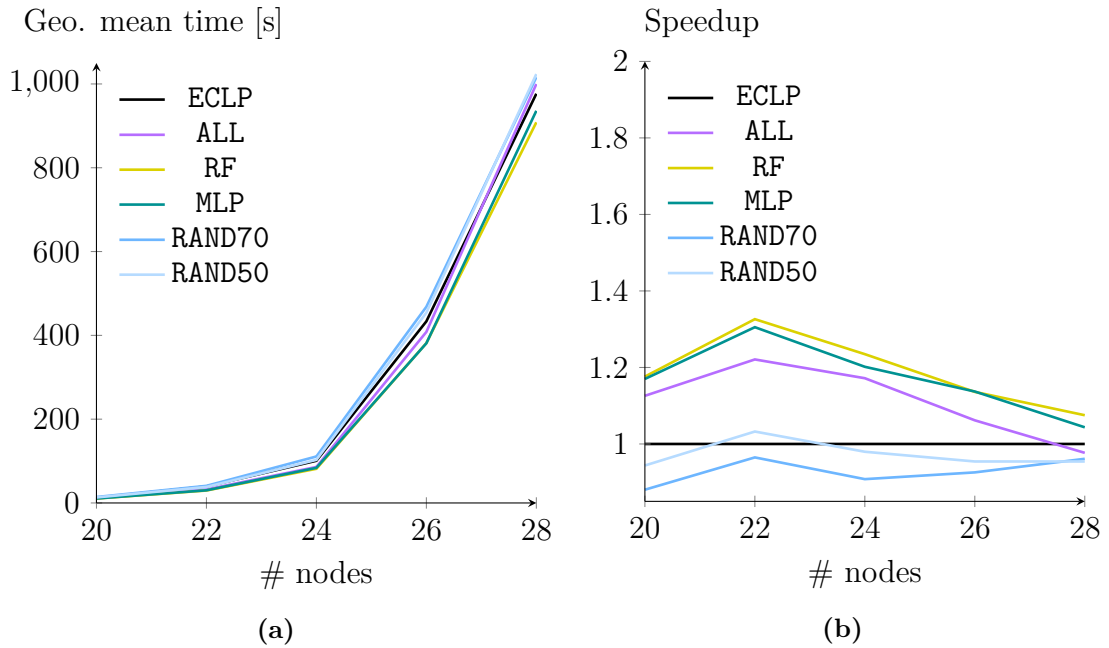 Geo. mean time [s]
1,000
800
600
400
200
0
ECLP
ALL
RF
MLP
RAND70
RAND50
20 22 24 26 28
# nodes
(a)
Speedup
2
1.8
1.6
1.4
1.2
1
ECLP
ALL
RF
MLP
RAND70
RAND50
20 22 24 26 28
# nodes
(b)